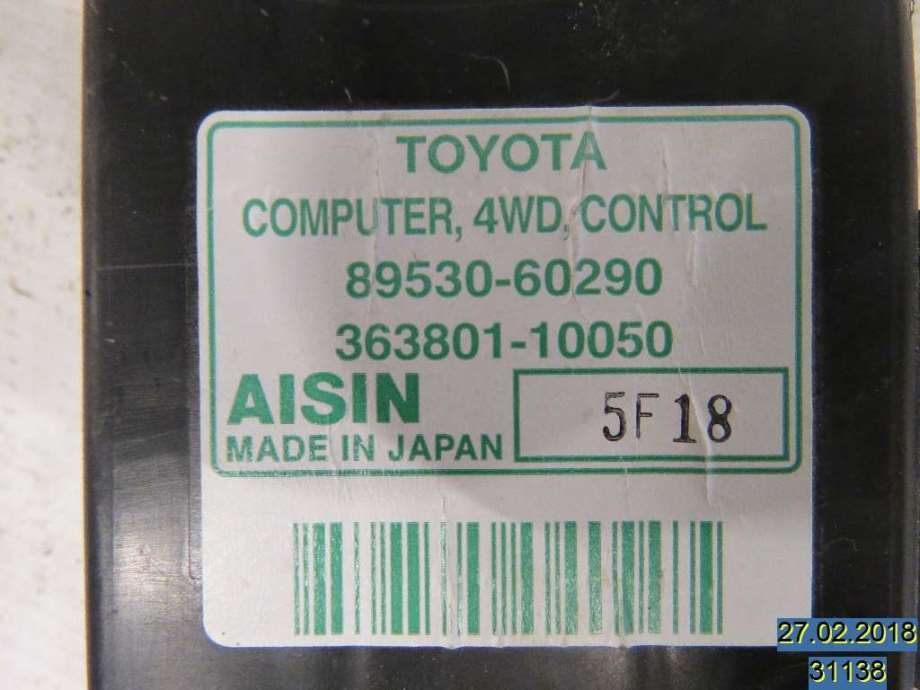 TOYOTA
COMPUTER, 4WD, CONTROL
89530-60290
363801-10050
AISIN
MADE IN JAPAN
5F18
27.02.2018
31138